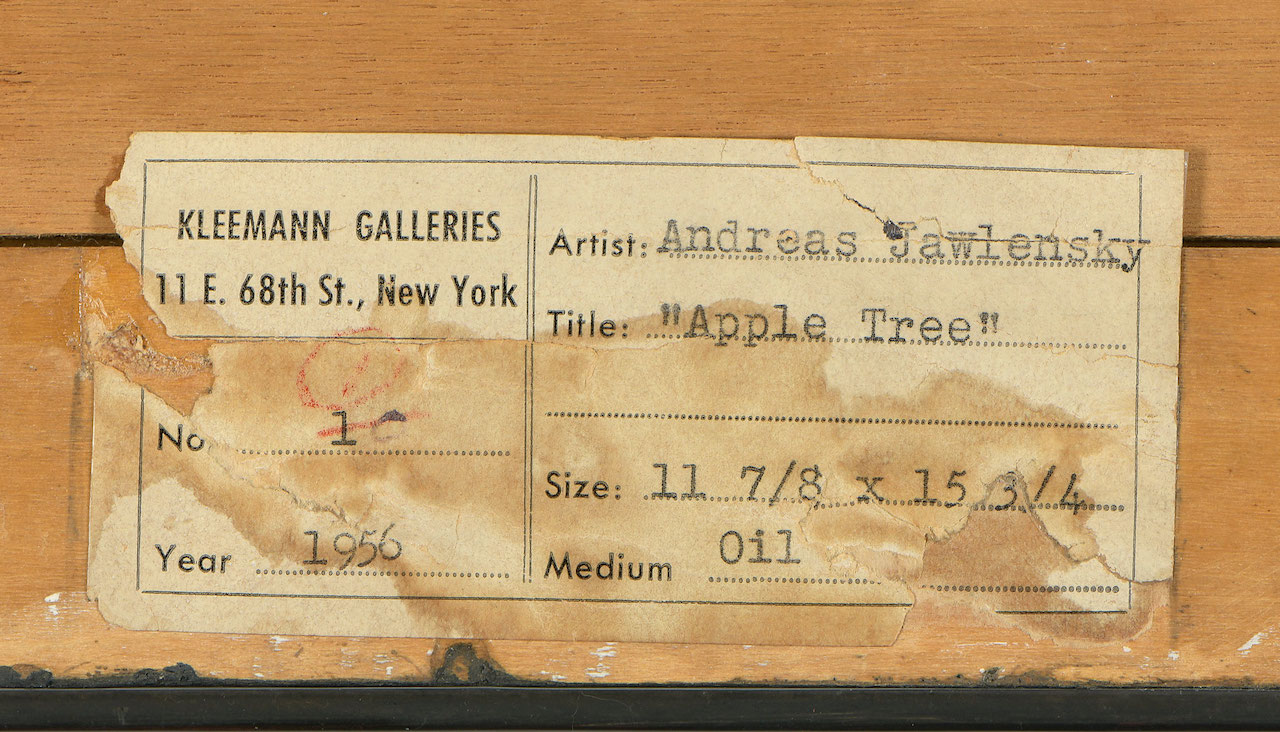 KLEEMANN GALLERIES
11 E. 68th St., New York
No 1
Year 1956
Artist: Andreas Jawlensky
Title: "Apple Tree"
Size: 11 7/8 x 15 3/4
Medium Oil